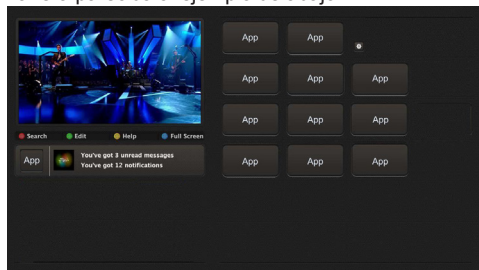 App App
App App App
Search Edit Help Full Screen
App App App
App You've got 3 unread messages
You've got 12 notifications
App App App